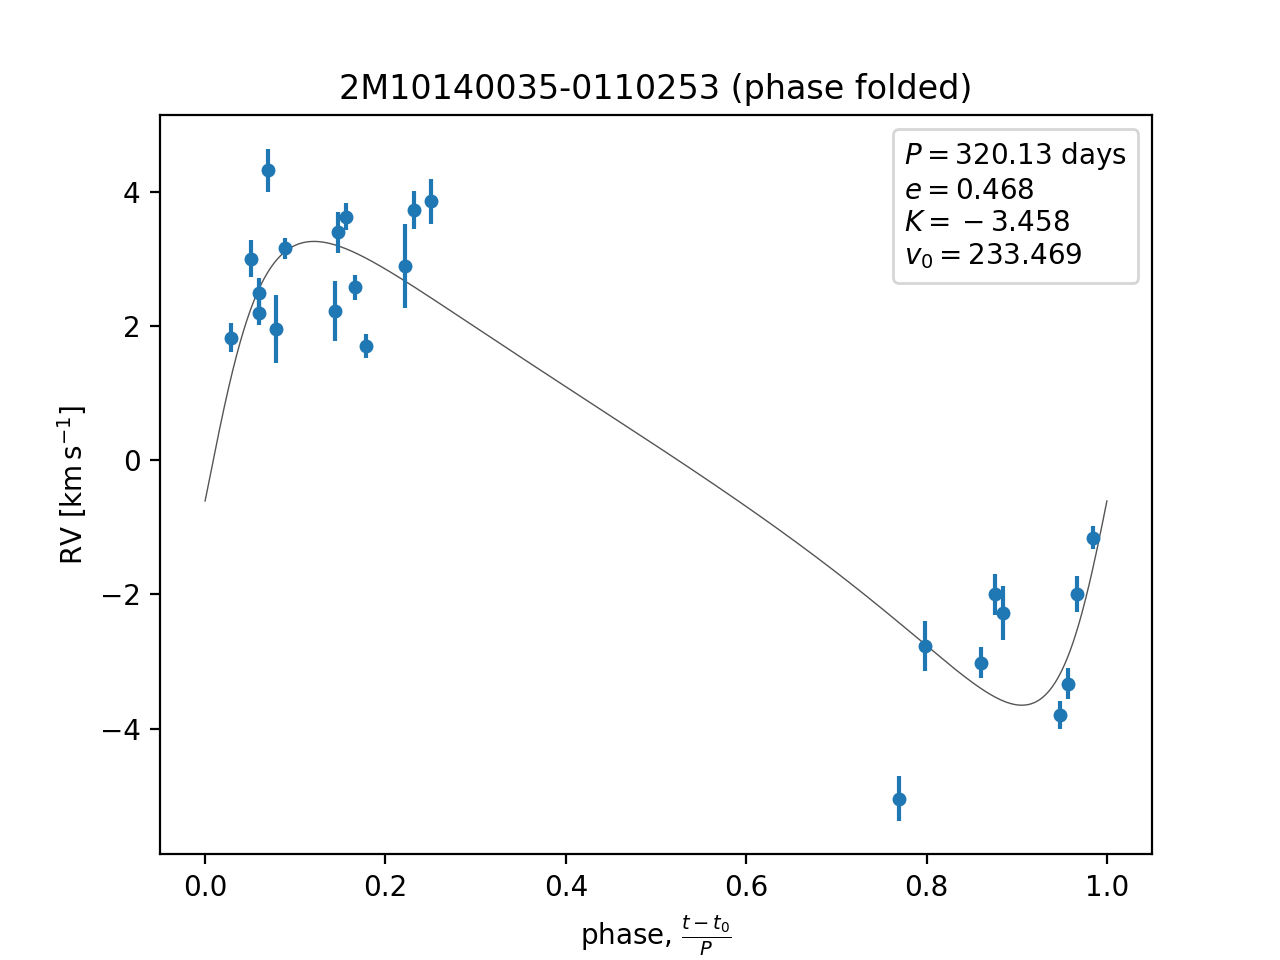 2M10140035-0110253 (phase folded)
P = 320.13 days
e = 0.468
K = −3.458
v₀ = 233.469
RV [km s⁻¹]
4
2
0
−2
−4
0.0 0.2 0.4 0.6 0.8 1.0
phase, (t − t₀)/P